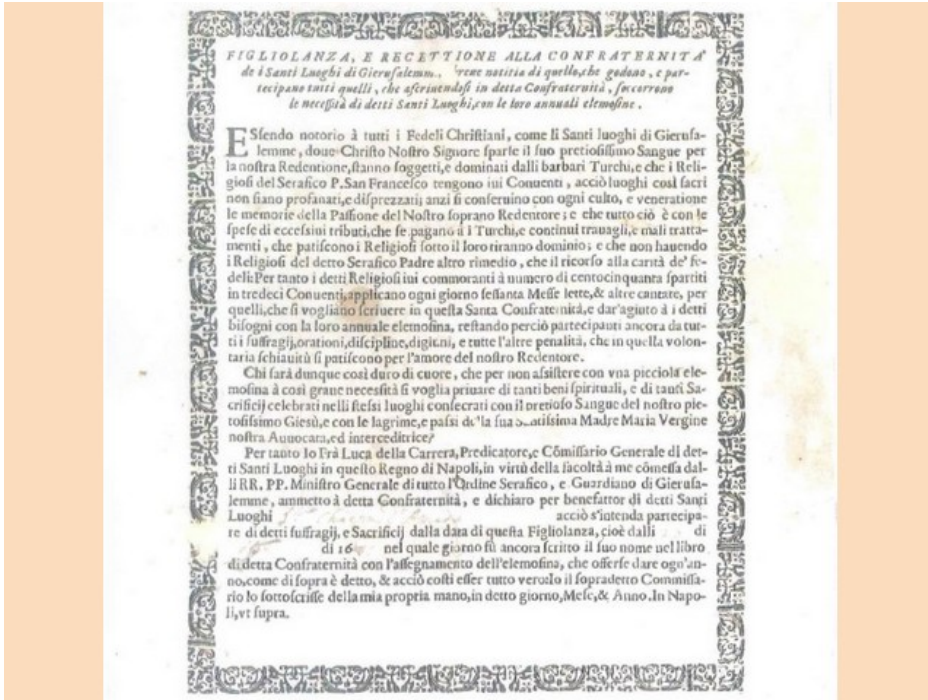 FIGLIOLANZA, E RECETTIONE ALLA CONFRATERNITA'
de i Santi Luoghi di Gierusalemm., breue notitia di quello, che godono, e par-
tecipano tutti quelli, che ascriuendosi in detta Confraternità, soccorrono
le necessità di detti Santi Luoghi, con le loro annuali elemosine.
ESsendo notorio à tutti i Fedeli Christiani, come li Santi luoghi di Gierusa-
lemme, doue Christo Nostro Signore sparse il suo pretiosissimo Sangue per
la nostra Redentione, stanno soggetti, e dominati dalli barbari Turchi, e che i Reli-
giosi del Serafico P. San Francesco tengono iui Conuenti, acciò luoghi così sacri
non siano profanati, e disprezzati; anzi si conseruino con ogni culto, e veneratione
le memorie della Passione del Nostro soprano Redentore; e che tutto ciò è con le
spese di eccessiui tributi, che se pagano à i Turchi, e continui trauagli, e mali tratta-
menti, che patiscono i Religiosi sotto il loro tiranno dominio; e che non hauendo
i Religiosi del detto Serafico Padre altro rimedio, che il ricorso alla carità de' fe-
deli: Per tanto i detti Religiosi iui commoranti à numero di centocinquanta spartiti
in tredeci Conuenti, applicano ogni giorno sessanta Messe lette, & altre cantate, per
quelli, che si vogliano scriuere in questa Santa Confraternità, e dar'agiuto à i detti
bisogni con la loro annuale elemosina, restando perciò partecipanti ancora da tut-
ti i suffragij, orationi, discipline, digiuni, e tutte l'altre penalità, che in quella volon-
taria schiauitù si patiscono per l'amore del nostro Redentore.
Chi sarà dunque così duro di cuore, che per non assistere con vna picciola ele-
mosina à così graue necessità si voglia priuare di tanti beni spirituali, e di tanti Sa-
crificij celebrati nelli stessi luoghi consecrati con il pretioso Sangue del nostro pie-
tosissimo Giesù, e con le lagrime, e passi della sua Santissima Madre Maria Vergine
nostra Auuocata, ed interceditrice?
Per tanto Io Frà Luca della Carrera, Predicatore, e Cõmissario Generale di det-
ti Santi Luoghi in questo Regno di Napoli, in virtù della facoltà à me cõmessa dal-
li RR. PP. Ministro Generale di tutto l'Ordine Serafico, e Guardiano di Gierusa-
lemme, ammetto à detta Confraternità, e dichiaro per benefattor di detti Santi
Luoghi acciò s'intenda partecipa-
re di detti suffragij, e Sacrificij dalla data di questa Figliolanza, cioè dalli di
di 16 nel quale giorno fù ancora scritto il suo nome nel libro
di detta Confraternità con l'assegnamento dell'elemosina, che offerse dare ogn'an-
no, come di sopra è detto, & acciò costi esser tutto vero Io il sopradetto Commissa-
rio lo sottoscrisse della mia propria mano, in detto giorno, Mese, & Anno. In Napo-
li, vt supra.